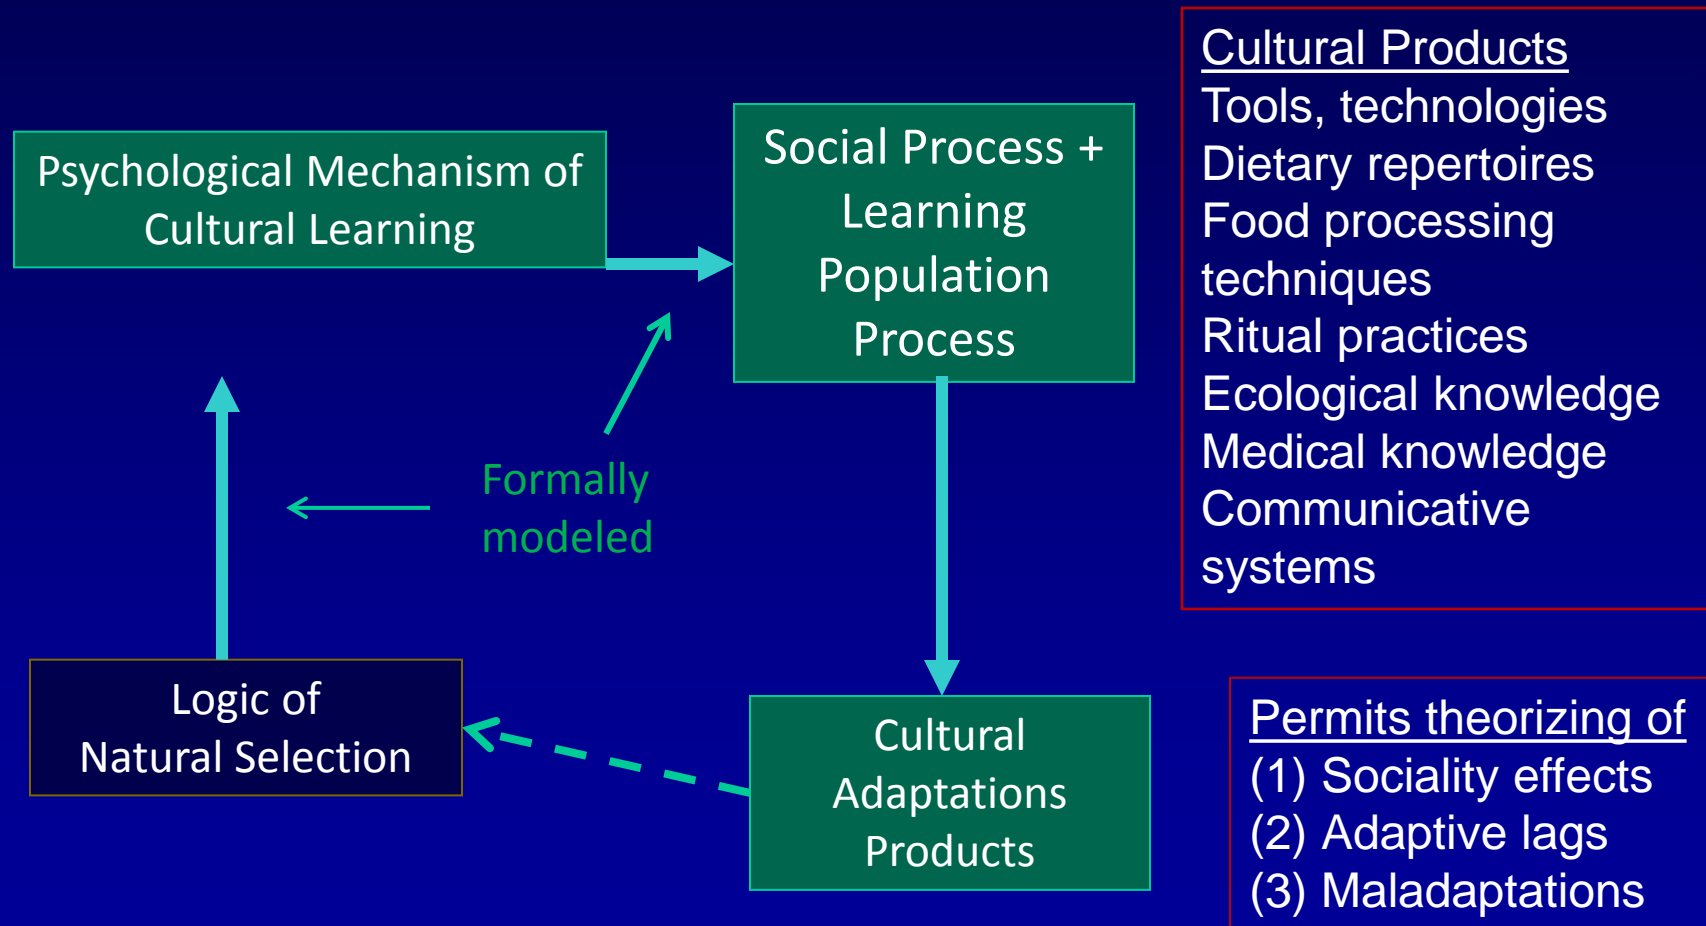 Psychological Mechanism of
Cultural Learning
Social Process +
Learning
Population
Process
Formally
modeled
Logic of
Natural Selection
Cultural
Adaptations
Products
Cultural Products
Tools, technologies
Dietary repertoires
Food processing
techniques
Ritual practices
Ecological knowledge
Medical knowledge
Communicative
systems
Permits theorizing of
(1) Sociality effects
(2) Adaptive lags
(3) Maladaptations